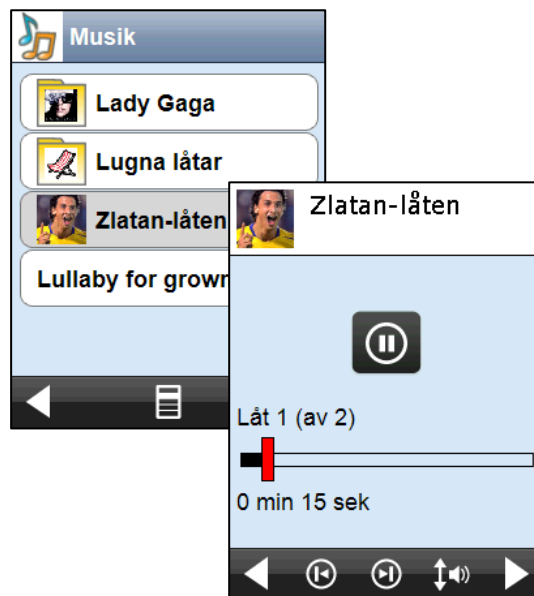 Musik
Lady Gaga
Lugna låtar
Zlatan-låten
Lullaby for grown
Zlatan-låten
Låt 1 (av 2)
0 min 15 sek